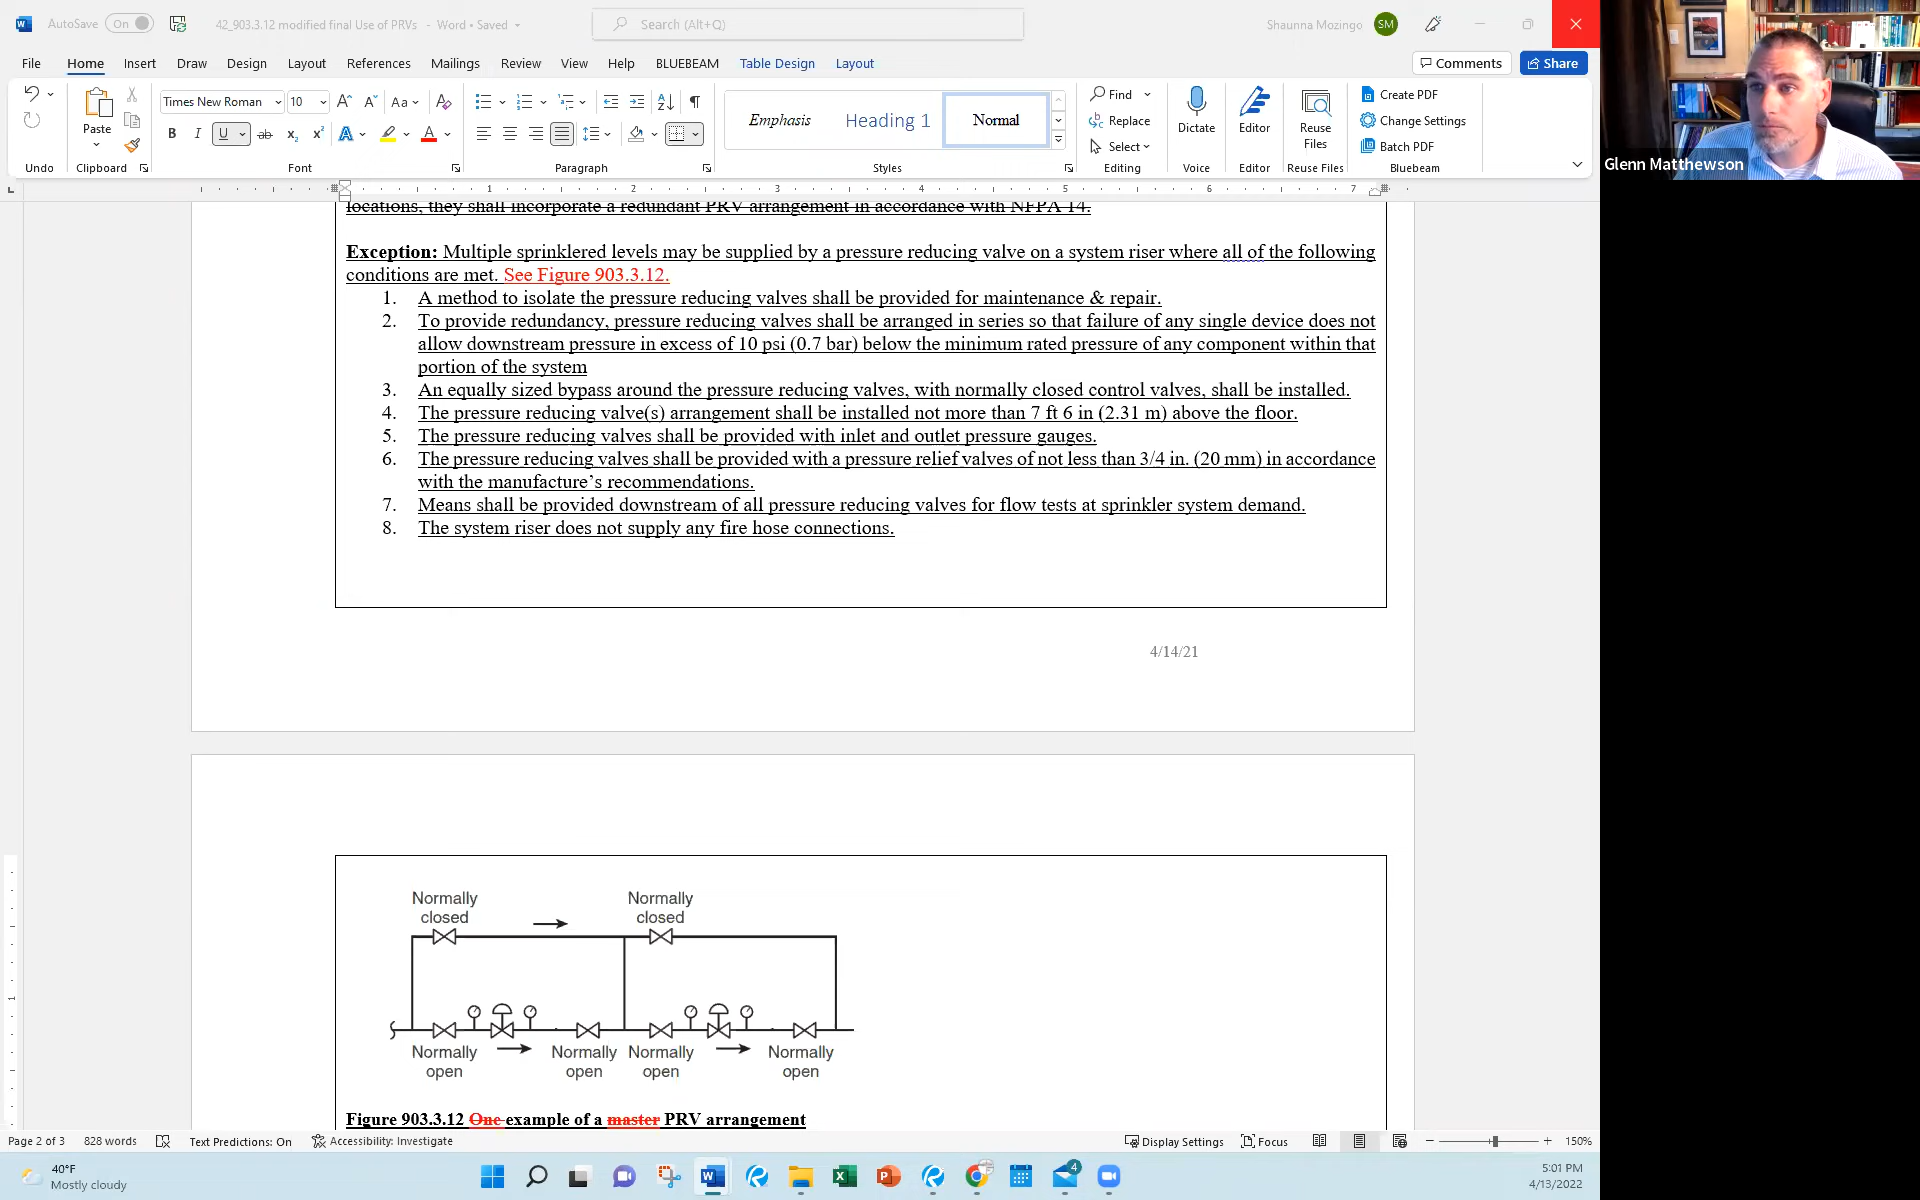 AutoSave On 42_903.3.12 modified final Use of PRVs - Word • Saved Search (Alt+Q) Shaunna Mozingo SM
File Home Insert Draw Design Layout References Mailings Review View Help BLUEBEAM Table Design Layout Comments Share
Times New Roman 10 Aa Find Create PDF
Paste B I U ab x₂ x² A A Emphasis Heading 1 Normal Replace Dictate Editor Reuse Files Change Settings
Select Batch PDF
Undo Clipboard Font Paragraph Styles Editing Voice Editor Reuse Files Bluebeam
Glenn Matthewson
1 2 3 4 5 6 7
locations, they shall incorporate a redundant PRV arrangement in accordance with NFPA 14.
Exception: Multiple sprinklered levels may be supplied by a pressure reducing valve on a system riser where all of the following
conditions are met. See Figure 903.3.12.
1. A method to isolate the pressure reducing valves shall be provided for maintenance & repair.
2. To provide redundancy, pressure reducing valves shall be arranged in series so that failure of any single device does not
allow downstream pressure in excess of 10 psi (0.7 bar) below the minimum rated pressure of any component within that
portion of the system
3. An equally sized bypass around the pressure reducing valves, with normally closed control valves, shall be installed.
4. The pressure reducing valve(s) arrangement shall be installed not more than 7 ft 6 in (2.31 m) above the floor.
5. The pressure reducing valves shall be provided with inlet and outlet pressure gauges.
6. The pressure reducing valves shall be provided with a pressure relief valves of not less than 3/4 in. (20 mm) in accordance
with the manufacture's recommendations.
7. Means shall be provided downstream of all pressure reducing valves for flow tests at sprinkler system demand.
8. The system riser does not supply any fire hose connections.
4/14/21
Normally closed Normally closed
Normally open Normally open Normally open Normally open
Figure 903.3.12 One example of a master PRV arrangement
Page 2 of 3 828 words Text Predictions: On Accessibility: Investigate Display Settings Focus 150%
40°F
Mostly cloudy
4
5:01 PM
4/13/2022